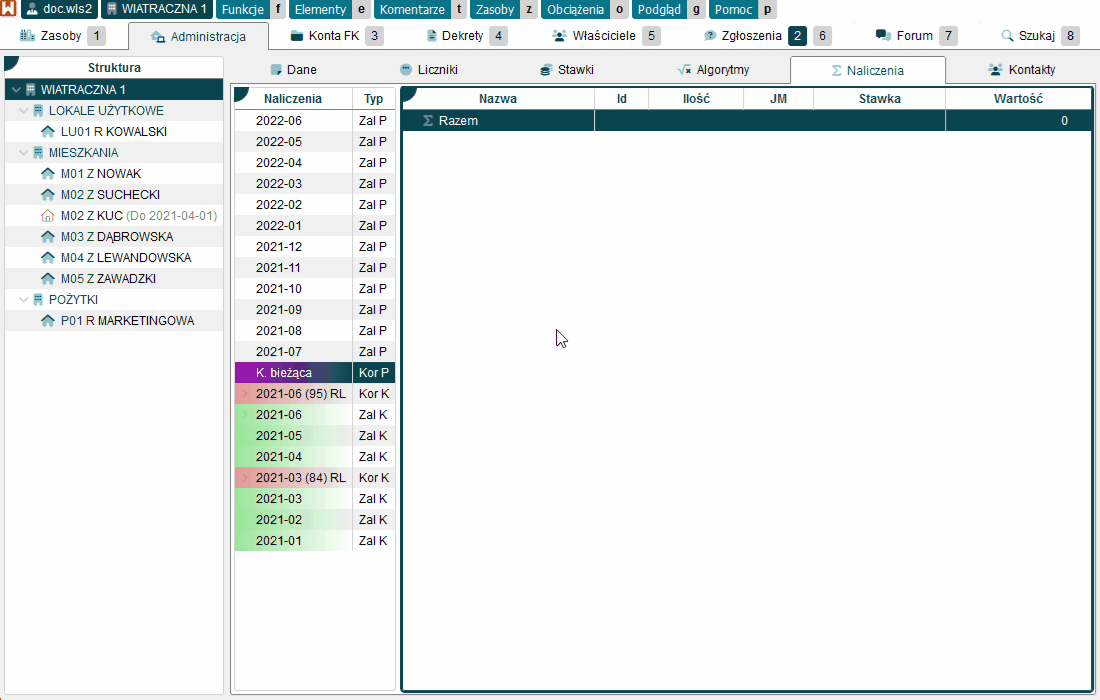 doc.wls2 WIATRACZNA 1 Funkcje f Elementy e Komentarze t Zasoby z Obciążenia o Podgląd g Pomoc p
Zasoby 1 Administracja Konta FK 3 Dekrety 4 Właściciele 5 Zgłoszenia 2 6 Forum 7 Szukaj 8
Struktura
WIATRACZNA 1
LOKALE UŻYTKOWE
LU01 R KOWALSKI
MIESZKANIA
M01 Z NOWAK
M02 Z SUCHECKI
M02 Z KUC (Do 2021-04-01)
M03 Z DĄBROWSKA
M04 Z LEWANDOWSKA
M05 Z ZAWADZKI
POŻYTKI
P01 R MARKETINGOWA
Dane Liczniki Stawki Algorytmy Σ Naliczenia Kontakty
Naliczenia Typ
2022-06 Zal P
2022-05 Zal P
2022-04 Zal P
2022-03 Zal P
2022-02 Zal P
2022-01 Zal P
2021-12 Zal P
2021-11 Zal P
2021-10 Zal P
2021-09 Zal P
2021-08 Zal P
2021-07 Zal P
K. bieżąca Kor P
2021-06 (95) RL Kor K
2021-06 Zal K
2021-05 Zal K
2021-04 Zal K
2021-03 (84) RL Kor K
2021-03 Zal K
2021-02 Zal K
2021-01 Zal K
Nazwa Id Ilość JM Stawka Wartość
Σ Razem 0